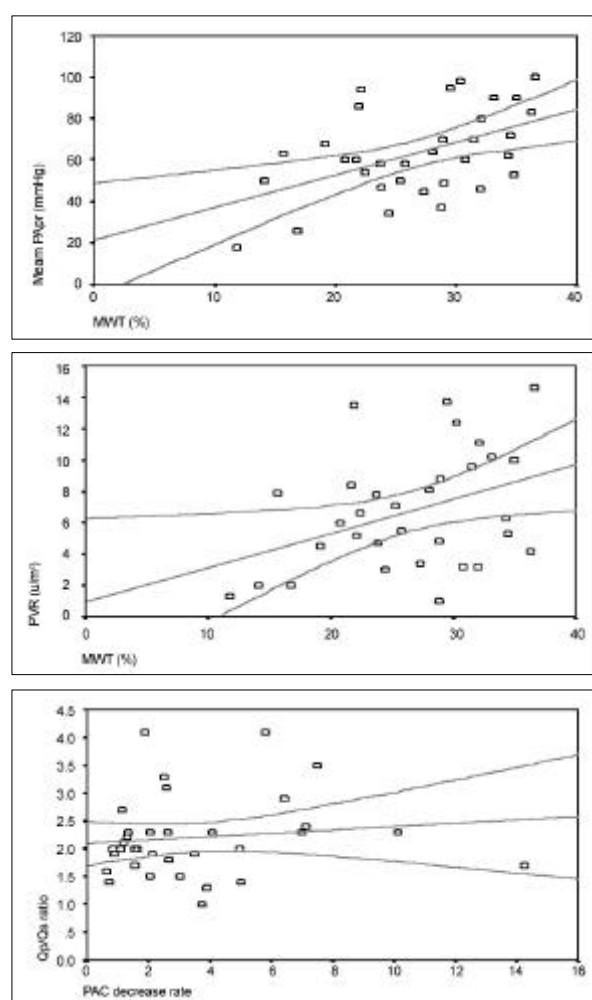 120
100
80
60
40
20
0
Meam PApr (mmHg)
0 10 20 30 40
MWT (%)
16
14
12
10
8
6
4
2
0
PVR (u/m²)
0 10 20 30 40
MWT (%)
4.5
4.0
3.5
3.0
2.5
2.0
1.5
1.0
0.5
0.0
Qp/Qs ratio
0 2 4 6 8 10 12 14 16
PAC decrease rate